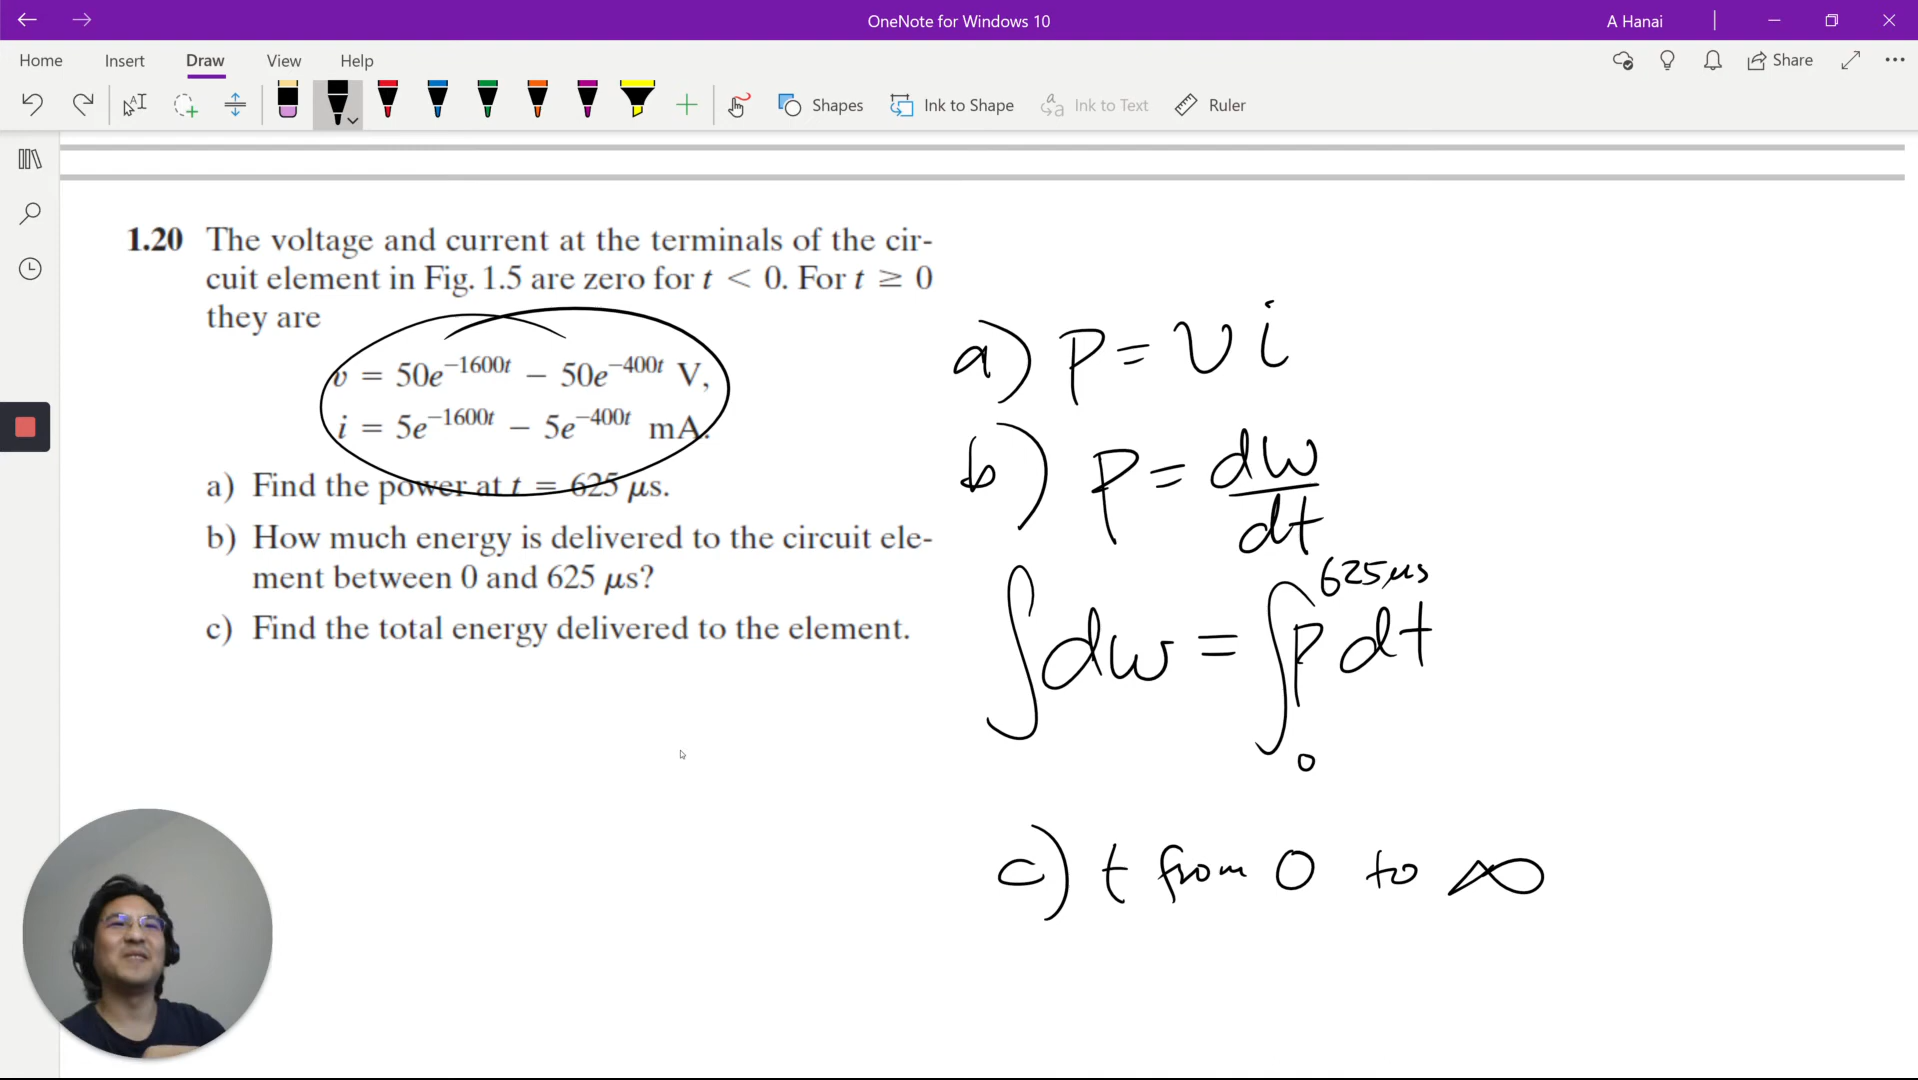 OneNote for Windows 10
A Hanai
Home Insert Draw View Help
Share
Shapes Ink to Shape Ink to Text Ruler
1.20 The voltage and current at the terminals of the cir-
cuit element in Fig. 1.5 are zero for t < 0. For t ≥ 0
they are
v = 50e^{−1600t} − 50e^{−400t} V,
i = 5e^{−1600t} − 5e^{−400t} mA.
a) Find the power at t = 625 μs.
b) How much energy is delivered to the circuit ele-
ment between 0 and 625 μs?
c) Find the total energy delivered to the element.
a) p = v i
b) p = dw/dt
∫dw = ∫_0^{625μs} p dt
c) t from 0 to ∞